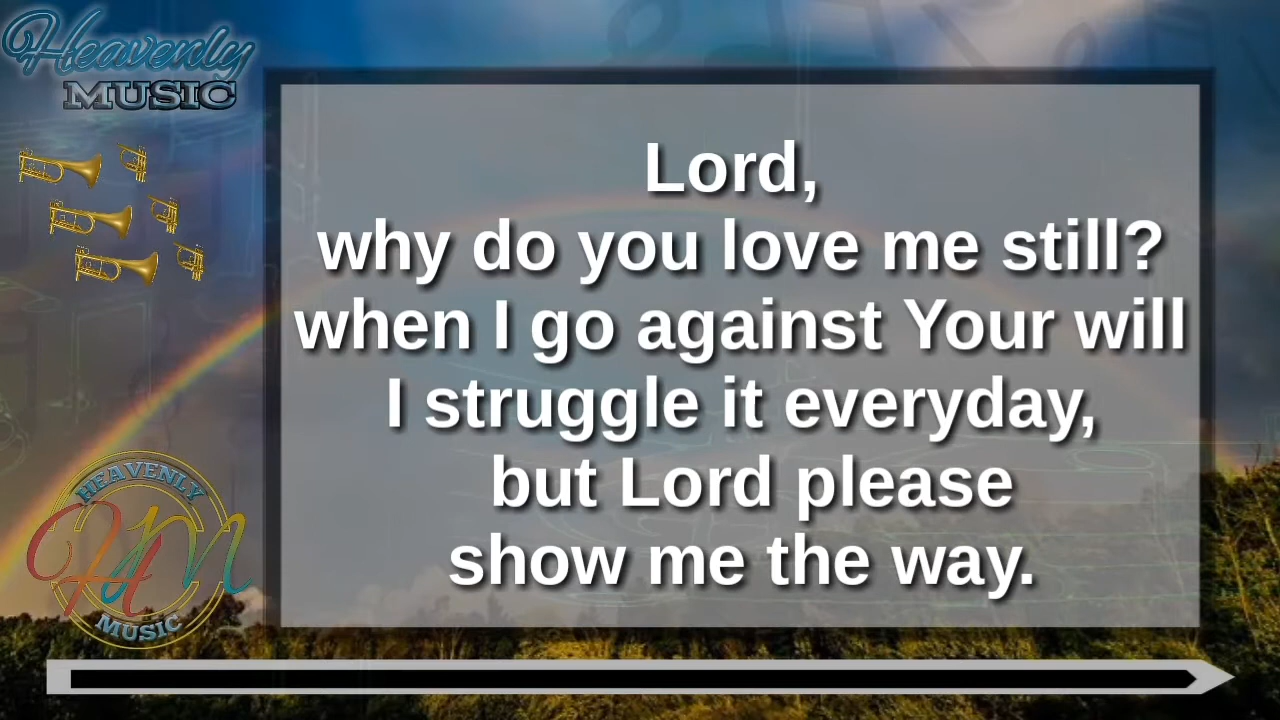 Heavenly
MUSIC
Lord,
why do you love me still?
when I go against Your will
I struggle it everyday,
but Lord please
show me the way.
HEAVENLY
HM
MUSIC